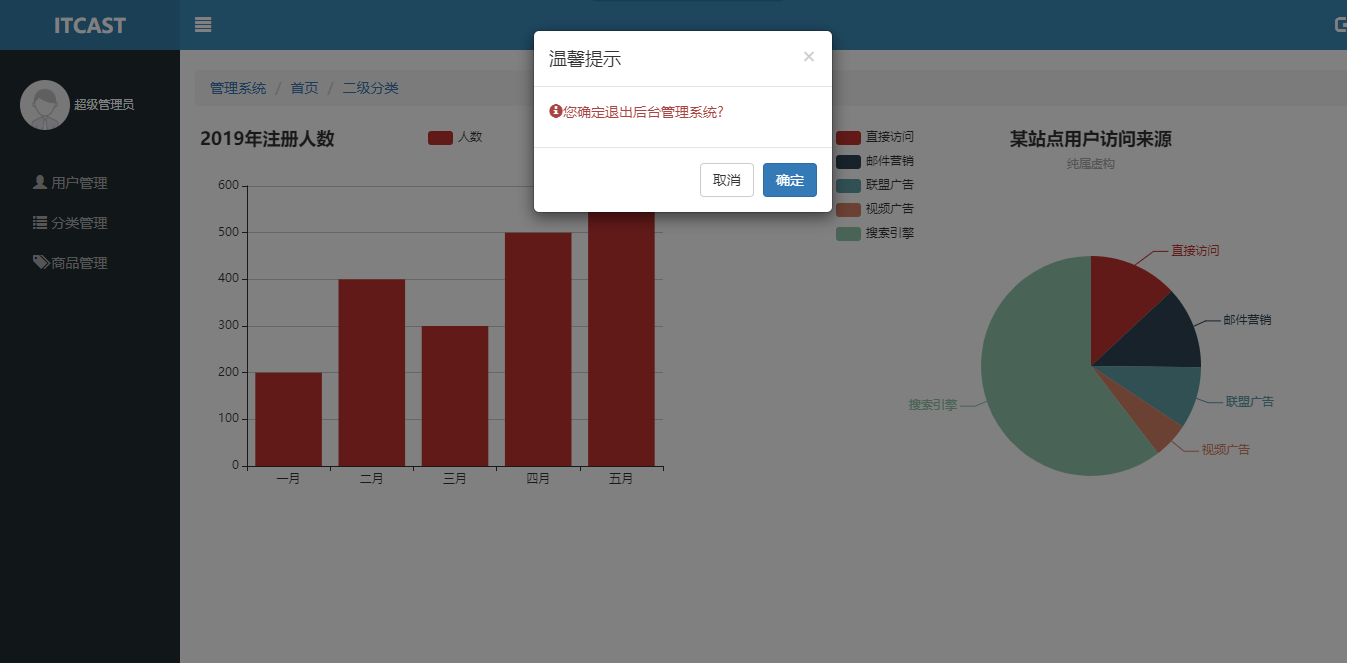 ITCAST
超级管理员
用户管理
分类管理
商品管理
管理系统 / 首页 / 二级分类
温馨提示
×
您确定退出后台管理系统?
取消
确定
2019年注册人数
人数
600
500
400
300
200
100
0
一月
二月
三月
四月
五月
直接访问
邮件营销
联盟广告
视频广告
搜索引擎
某站点用户访问来源
纯属虚构
直接访问
邮件营销
联盟广告
视频广告
搜索引擎